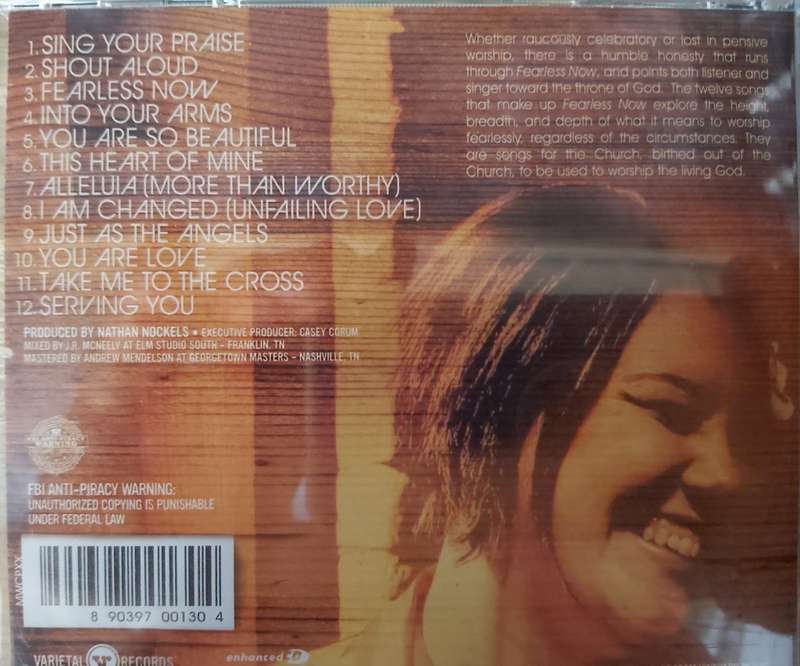 1. SING YOUR PRAISE
2. SHOUT ALOUD
3. FEARLESS NOW
4. INTO YOUR ARMS
5. YOU ARE SO BEAUTIFUL
6. THIS HEART OF MINE
7. ALLELUIA (MORE THAN WORTHY)
8. I AM CHANGED (UNFAILING LOVE)
9. JUST AS THE ANGELS
10. YOU ARE LOVE
11. TAKE ME TO THE CROSS
12. SERVING YOU
PRODUCED BY NATHAN NOCKELS • EXECUTIVE PRODUCER: CASEY CORUM
MIXED BY J.R. MCNEELY AT ELM STUDIO SOUTH - FRANKLIN, TN
MASTERED BY ANDREW MENDELSON AT GEORGETOWN MASTERS - NASHVILLE, TN
Whether raucously celebratory or lost in pensive
worship, there is a humble honesty that runs
through Fearless Now, and points both listener and
singer toward the throne of God. The twelve songs
that make up Fearless Now explore the height,
breadth, and depth of what it means to worship
fearlessly, regardless of the circumstances. They
are songs for the Church, birthed out of the
Church, to be used to worship the living God.
WARNING
FBI ANTI-PIRACY WARNING:
UNAUTHORIZED COPYING IS PUNISHABLE
UNDER FEDERAL LAW
8 90397 00130 4
VARIETAL VR RECORDS
enhanced